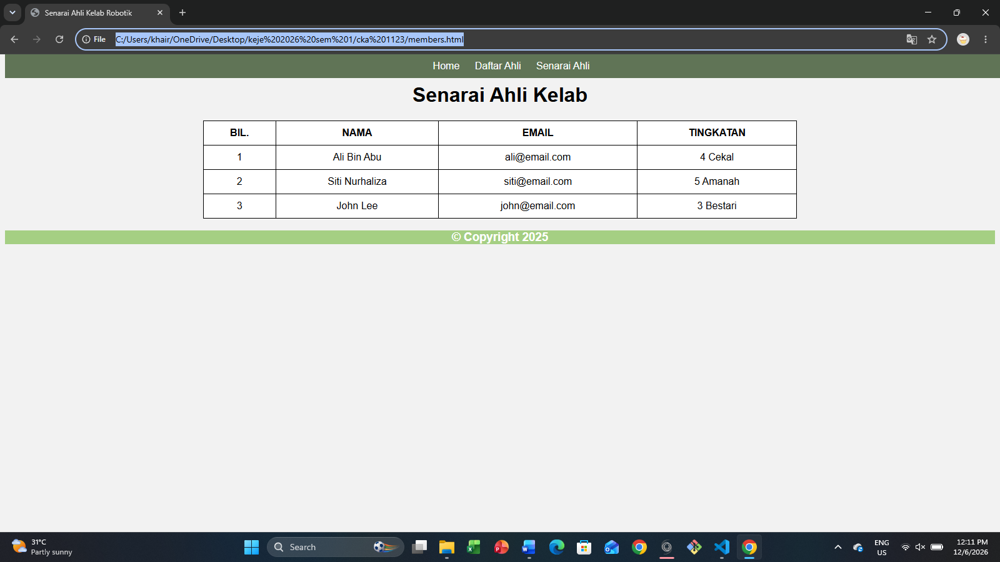 Senarai Ahli Kelab Robotik
File C:/Users/khair/OneDrive/Desktop/keje%202026%20sem%201/cka%201123/members.html
Home Daftar Ahli Senarai Ahli
Senarai Ahli Kelab
BIL. NAMA EMAIL TINGKATAN
1 Ali Bin Abu ali@email.com 4 Cekal
2 Siti Nurhaliza siti@email.com 5 Amanah
3 John Lee john@email.com 3 Bestari
© Copyright 2025
31°C
Partly sunny
Search
ENG
US
12:11 PM
12/6/2026